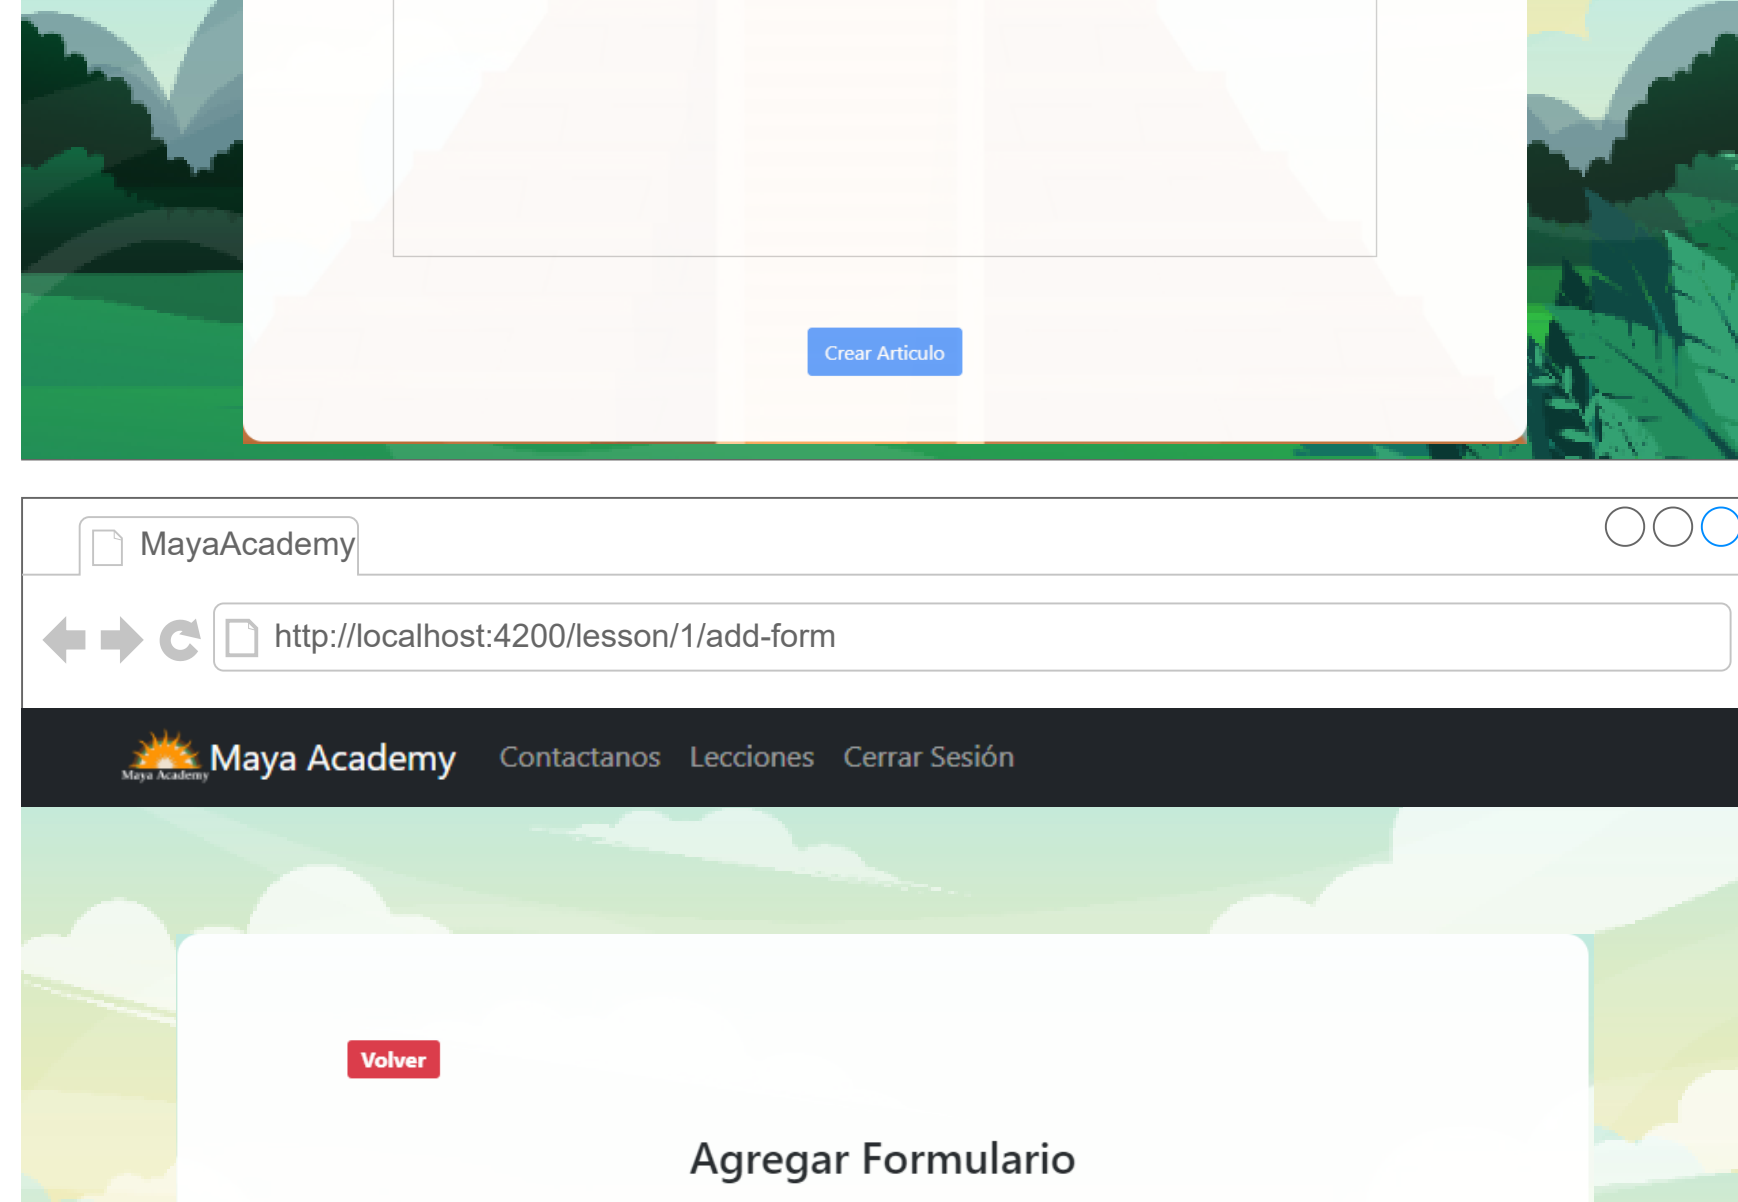 Crear Articulo
MayaAcademy
http://localhost:4200/lesson/1/add-form
Maya Academy Maya Academy Contactanos Lecciones Cerrar Sesión
Volver
Agregar Formulario